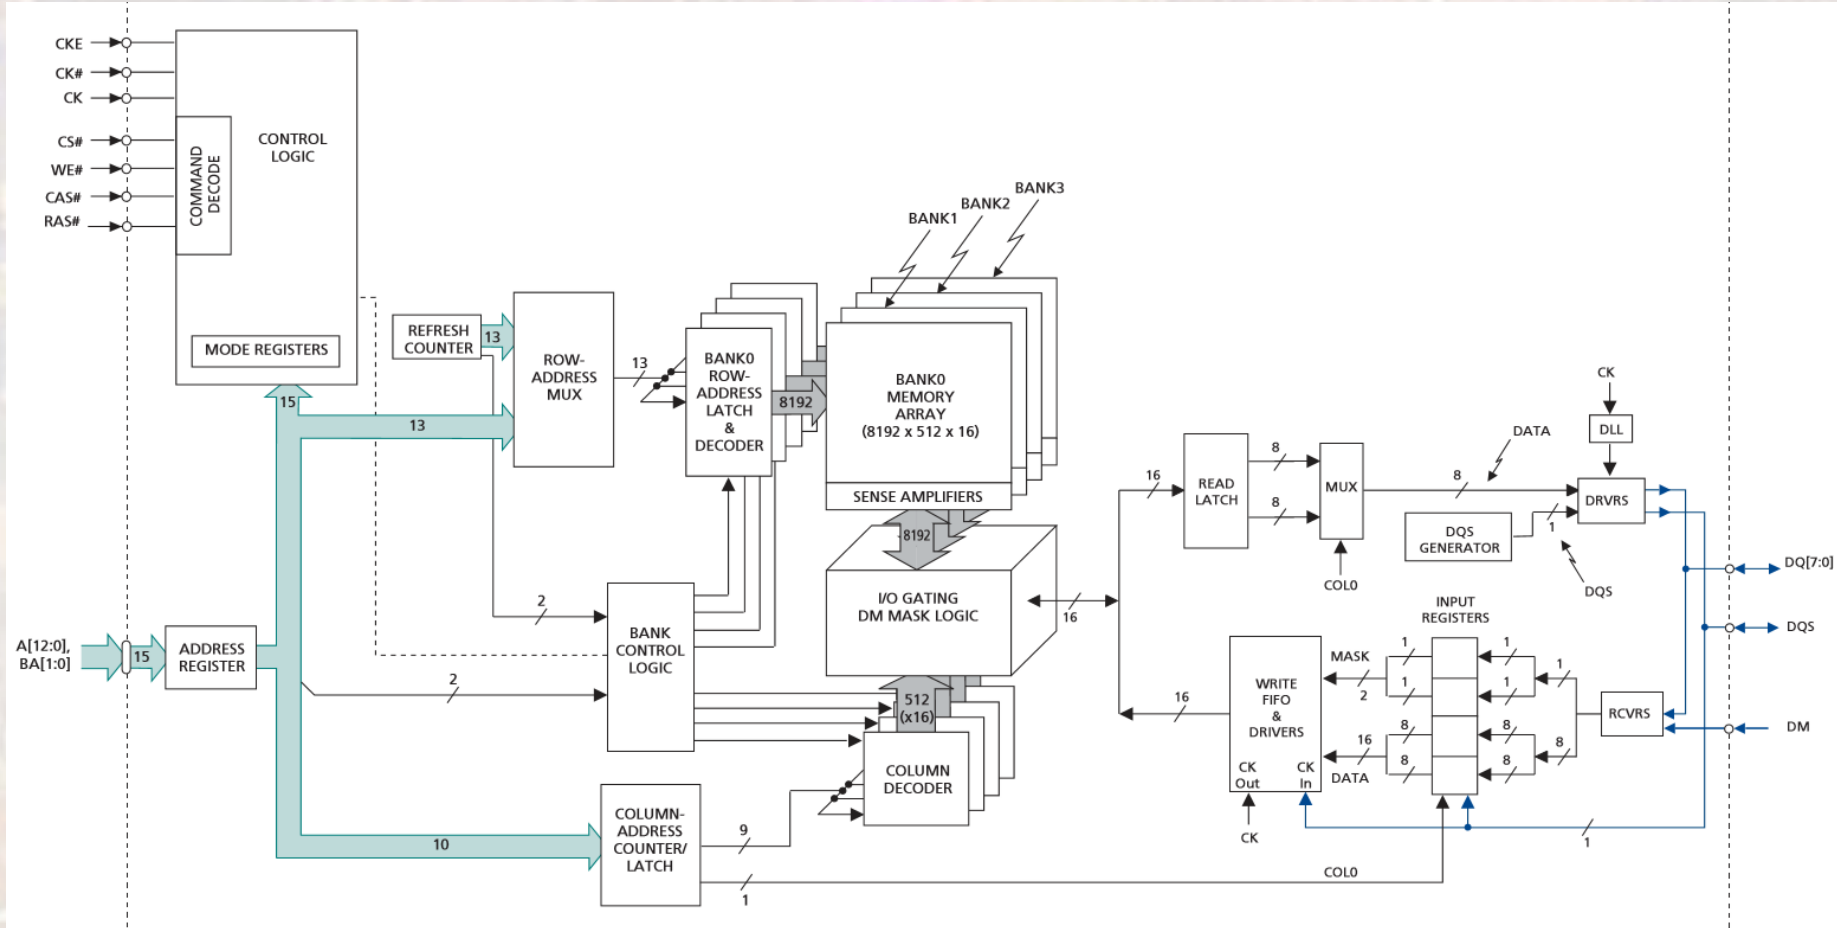 CKE
CK#
CK
CS#
WE#
CAS#
RAS#
COMMAND
DECODE
CONTROL
LOGIC
MODE REGISTERS
15
REFRESH
COUNTER
13
13
ROW-
ADDRESS
MUX
13
BANK0
ROW-
ADDRESS
LATCH
&
DECODER
8192
BANK1
BANK2
BANK3
BANK0
MEMORY
ARRAY
(8192 x 512 x 16)
SENSE AMPLIFIERS
8192
I/O GATING
DM MASK LOGIC
16
512
(x16)
COLUMN
DECODER
A[12:0],
BA[1:0]
15
ADDRESS
REGISTER
2
2
BANK
CONTROL
LOGIC
10
COLUMN-
ADDRESS
COUNTER/
LATCH
9
1
COL0
16
READ
LATCH
8
8
MUX
COL0
8
DATA
CK
DLL
DRVRS
DQS
GENERATOR
1
DQS
DQ[7:0]
DQS
DM
INPUT
REGISTERS
16
WRITE
FIFO
&
DRIVERS
CK
Out
CK
In
CK
MASK
2
16
DATA
1
1
8
8
1
1
8
8
1
8
RCVRS
1